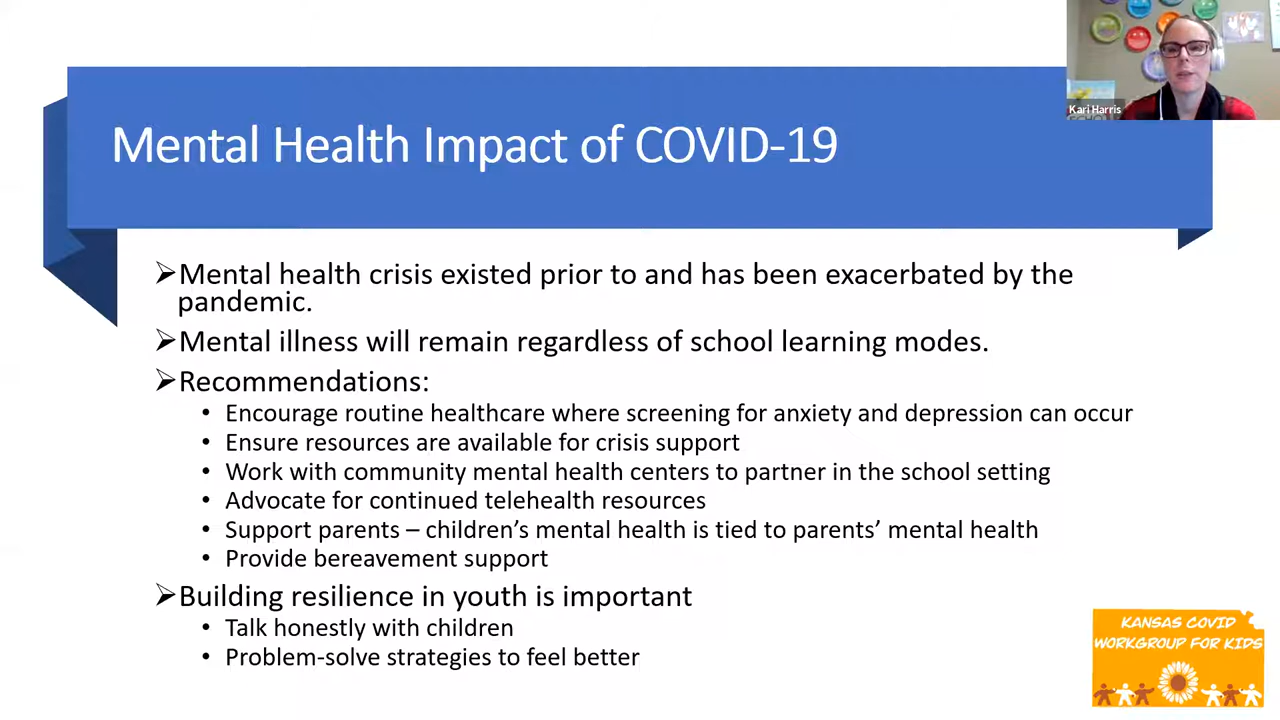 Kari Harris
Mental Health Impact of COVID-19
➢Mental health crisis existed prior to and has been exacerbated by the
pandemic.
➢Mental illness will remain regardless of school learning modes.
➢Recommendations:
• Encourage routine healthcare where screening for anxiety and depression can occur
• Ensure resources are available for crisis support
• Work with community mental health centers to partner in the school setting
• Advocate for continued telehealth resources
• Support parents – children’s mental health is tied to parents’ mental health
• Provide bereavement support
➢Building resilience in youth is important
• Talk honestly with children
• Problem-solve strategies to feel better
KANSAS COVID
WORKGROUP FOR KIDS